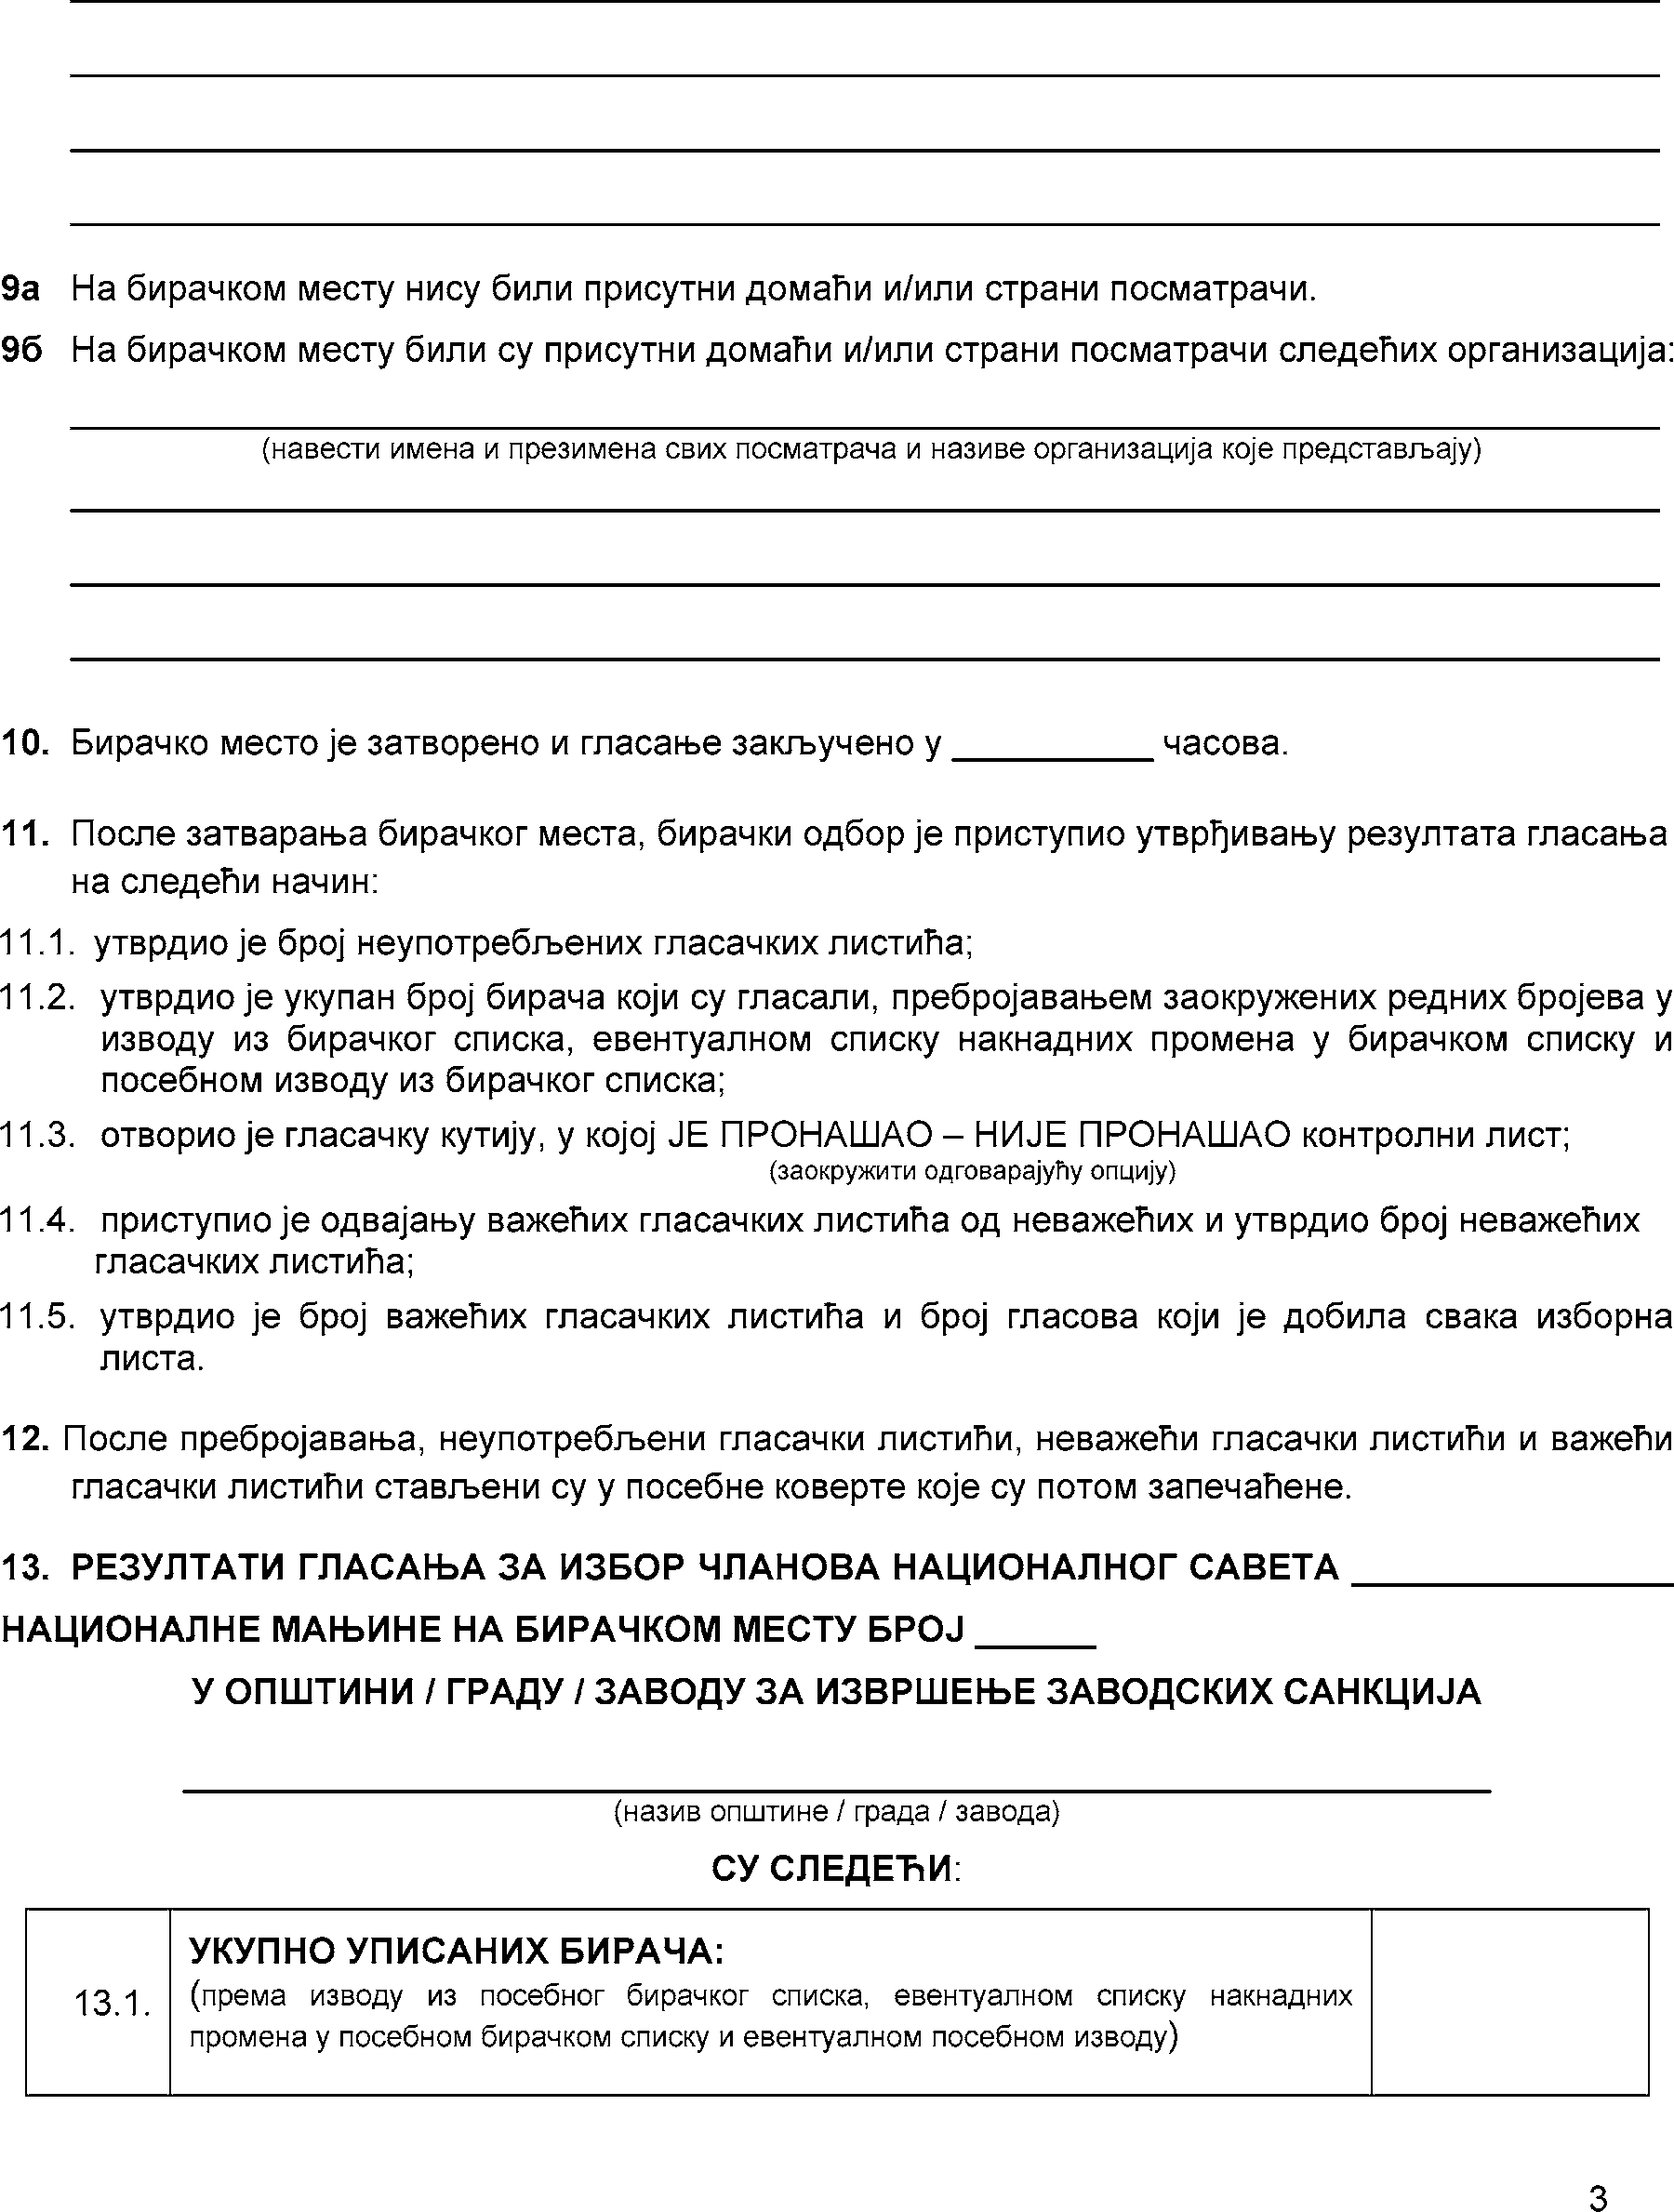 9а На бирачком месту нису били присутни домаћи и/или страни посматрачи.
9б На бирачком месту били су присутни домаћи и/или страни посматрачи следећих организација:
(навести имена и презимена свих посматрача и називе организација које представљају)
10. Бирачко место је затворено и гласање закључено у __________ часова.
11. После затварања бирачког места, бирачки одбор је приступио утврђивању резултата гласања
на следећи начин:
11.1. утврдио је број неупотребљених гласачких листића;
11.2. утврдио је укупан број бирача који су гласали, пребројавањем заокружених редних бројева у
изводу из бирачког списка, евентуалном списку накнадних промена у бирачком списку и
посебном изводу из бирачког списка;
11.3. отворио је гласачку кутију, у којој ЈЕ ПРОНАШАО – НИЈЕ ПРОНАШАО контролни лист;
(заокружити одговарајућу опцију)
11.4. приступио је одвајању важећих гласачких листића од неважећих и утврдио број неважећих
гласачких листића;
11.5. утврдио је број важећих гласачких листића и број гласова који је добила свака изборна
листа.
12. После пребројавања, неупотребљени гласачки листићи, неважећи гласачки листићи и важећи
гласачки листићи стављени су у посебне коверте које су потом запечаћене.
13. РЕЗУЛТАТИ ГЛАСАЊА ЗА ИЗБОР ЧЛАНОВА НАЦИОНАЛНОГ САВЕТА ________________
НАЦИОНАЛНЕ МАЊИНЕ НА БИРАЧКОМ МЕСТУ БРОЈ ______
У ОПШТИНИ / ГРАДУ / ЗАВОДУ ЗА ИЗВРШЕЊЕ ЗАВОДСКИХ САНКЦИЈА
(назив општине / града / завода)
СУ СЛЕДЕЋИ:
УКУПНО УПИСАНИХ БИРАЧА:
13.1. (према изводу из посебног бирачког списка, евентуалном списку накнадних
промена у посебном бирачком списку и евентуалном посебном изводу)
3